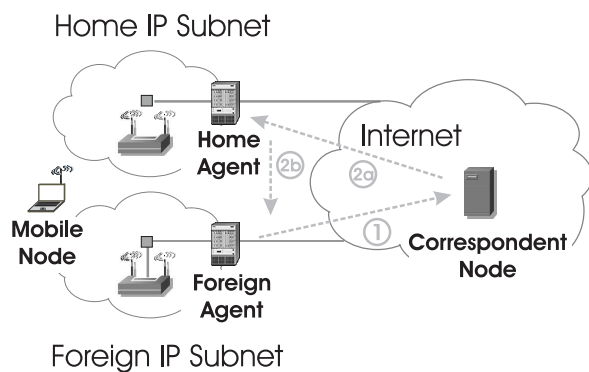 Home IP Subnet
Home
Agent
Internet
2b
2a
Mobile
Node
1
Correspondent
Node
Foreign
Agent
Foreign IP Subnet